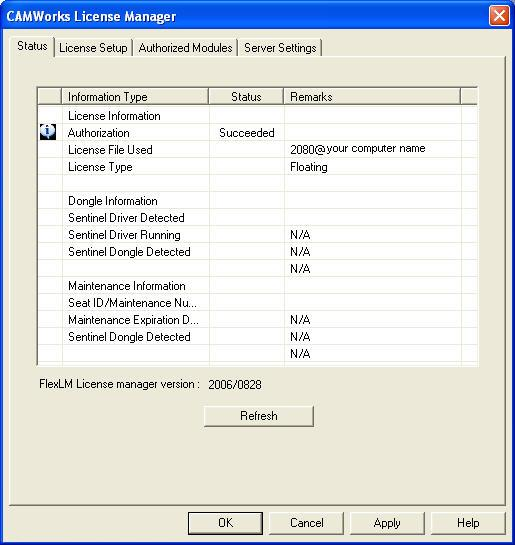 CAMWorks License Manager
Status License Setup Authorized Modules Server Settings
Information Type Status Remarks
License Information
Authorization Succeeded
License File Used 2080@your computer name
License Type Floating
Dongle Information
Sentinel Driver Detected
Sentinel Driver Running N/A
Sentinel Dongle Detected N/A
N/A
Maintenance Information
Seat ID/Maintenance Nu...
Maintenance Expiration D... N/A
Sentinel Dongle Detected N/A
N/A
FlexLM License manager version : 2006/0828
Refresh
OK Cancel Apply Help